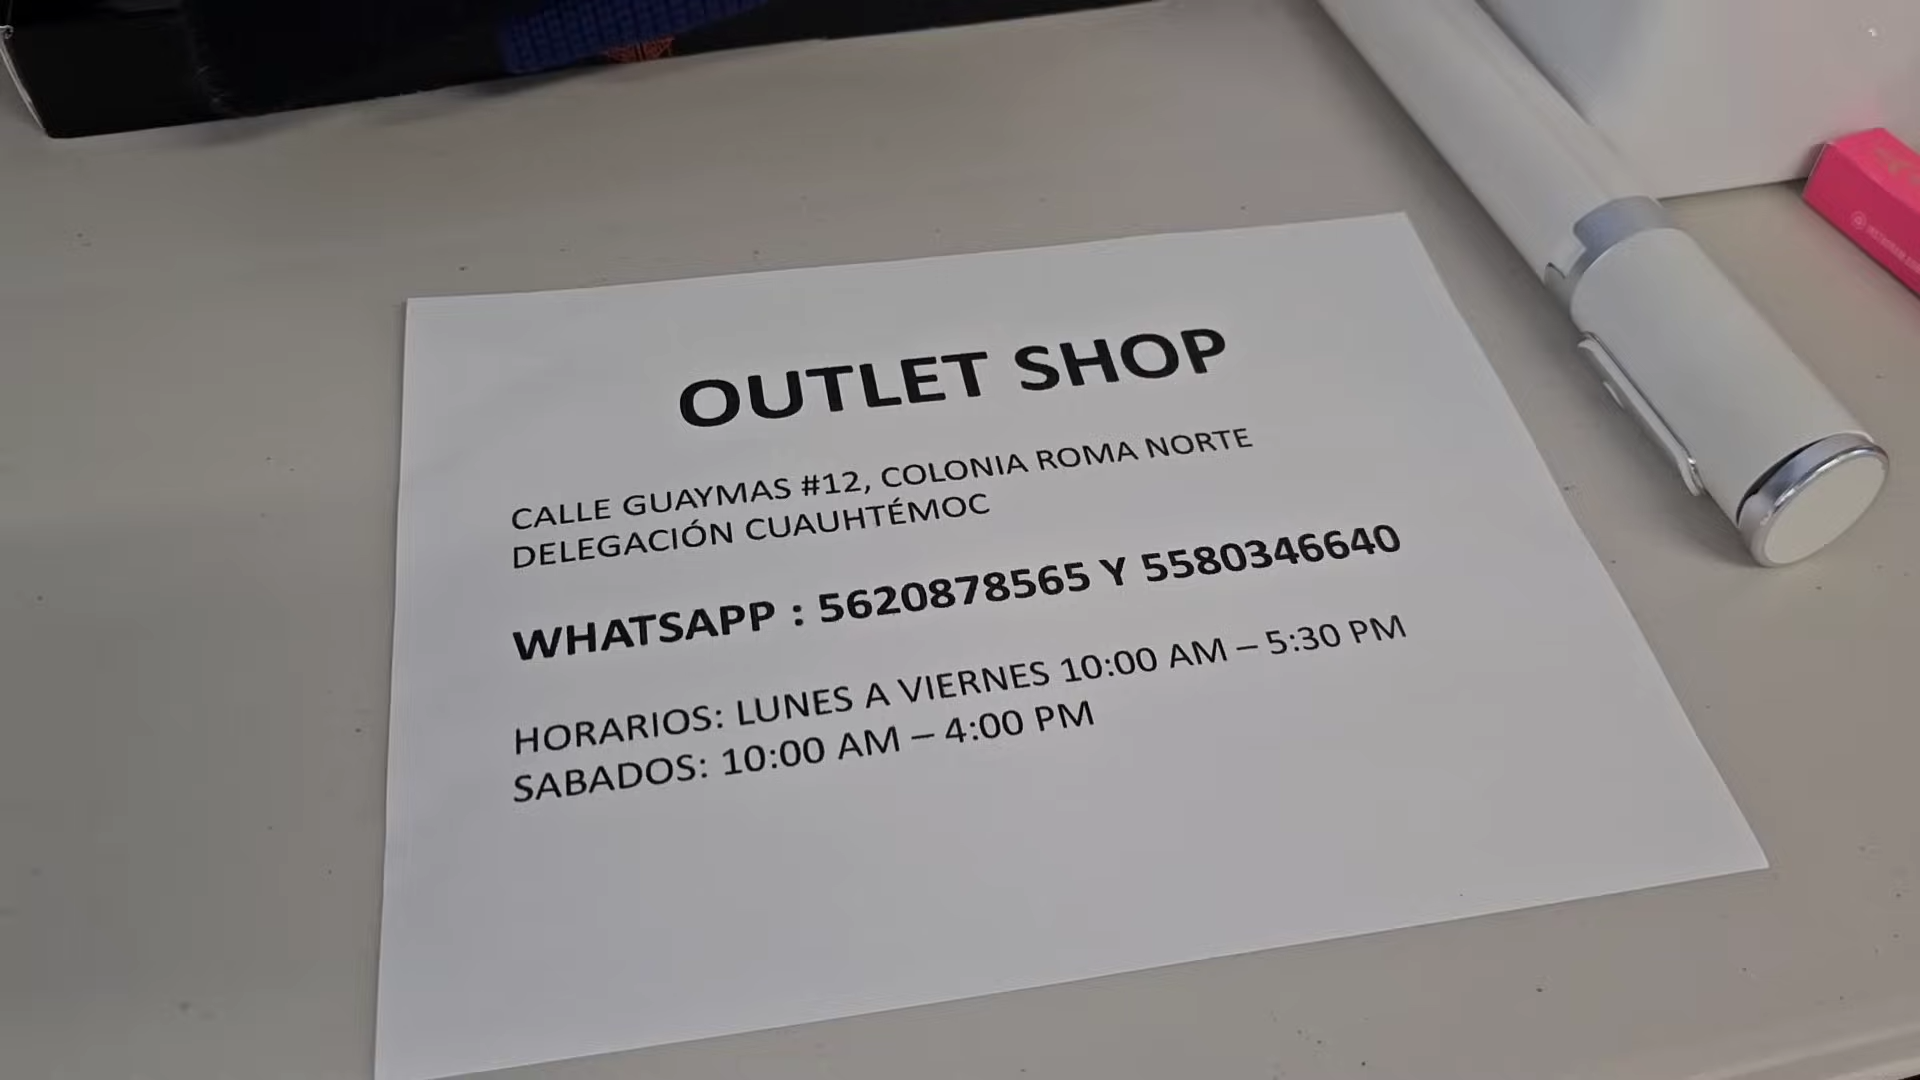 OUTLET SHOP
CALLE GUAYMAS #12, COLONIA ROMA NORTE
DELEGACIÓN CUAUHTÉMOC
WHATSAPP : 5620878565 Y 5580346640
HORARIOS: LUNES A VIERNES 10:00 AM – 5:30 PM
SABADOS: 10:00 AM – 4:00 PM